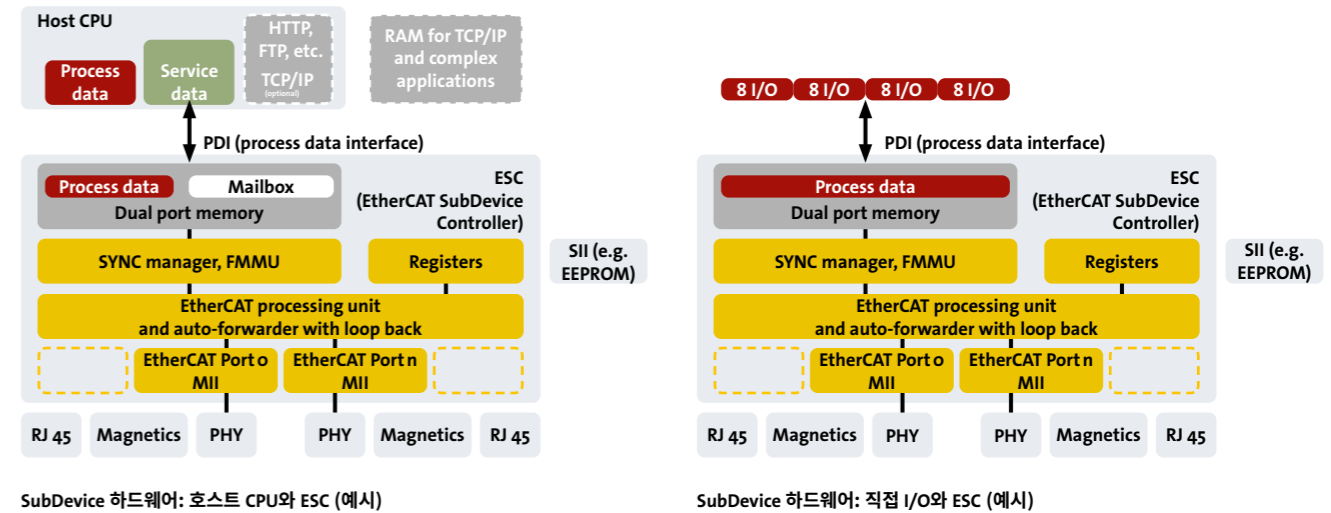 Host CPU
Process
data
Service
data
HTTP,
FTP, etc.
TCP/IP
(optional)
RAM for TCP/IP
and complex
applications
PDI (process data interface)
Process data
Mailbox
Dual port memory
ESC
(EtherCAT SubDevice
Controller)
SYNC manager, FMMU
Registers
SII (e.g.
EEPROM)
EtherCAT processing unit
and auto-forwarder with loop back
EtherCAT Port 0
MII
EtherCAT Port n
MII
RJ 45
Magnetics
PHY
PHY
Magnetics
RJ 45
SubDevice 하드웨어: 호스트 CPU와 ESC (예시)
8 I/O
8 I/O
8 I/O
8 I/O
PDI (process data interface)
Process data
Dual port memory
ESC
(EtherCAT SubDevice
Controller)
SYNC manager, FMMU
Registers
SII (e.g.
EEPROM)
EtherCAT processing unit
and auto-forwarder with loop back
EtherCAT Port 0
MII
EtherCAT Port n
MII
RJ 45
Magnetics
PHY
PHY
Magnetics
RJ 45
SubDevice 하드웨어: 직접 I/O와 ESC (예시)